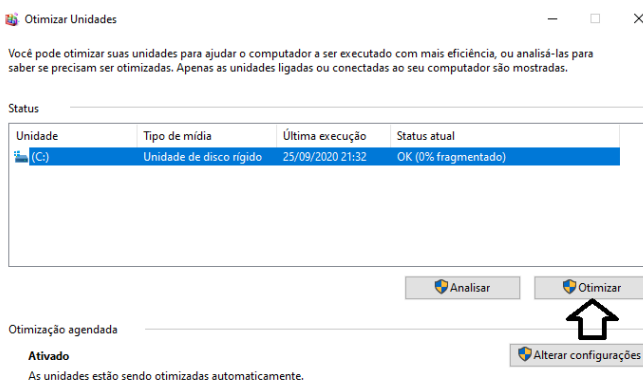 Otimizar Unidades
Você pode otimizar suas unidades para ajudar o computador a ser executado com mais eficiência, ou analisá-las para
saber se precisam ser otimizadas. Apenas as unidades ligadas ou conectadas ao seu computador são mostradas.
Status
Unidade Tipo de mídia Última execução Status atual
(C:) Unidade de disco rígido 25/09/2020 21:32 OK (0% fragmentado)
Analisar Otimizar
Otimização agendada
Ativado Alterar configurações
As unidades estão sendo otimizadas automaticamente.